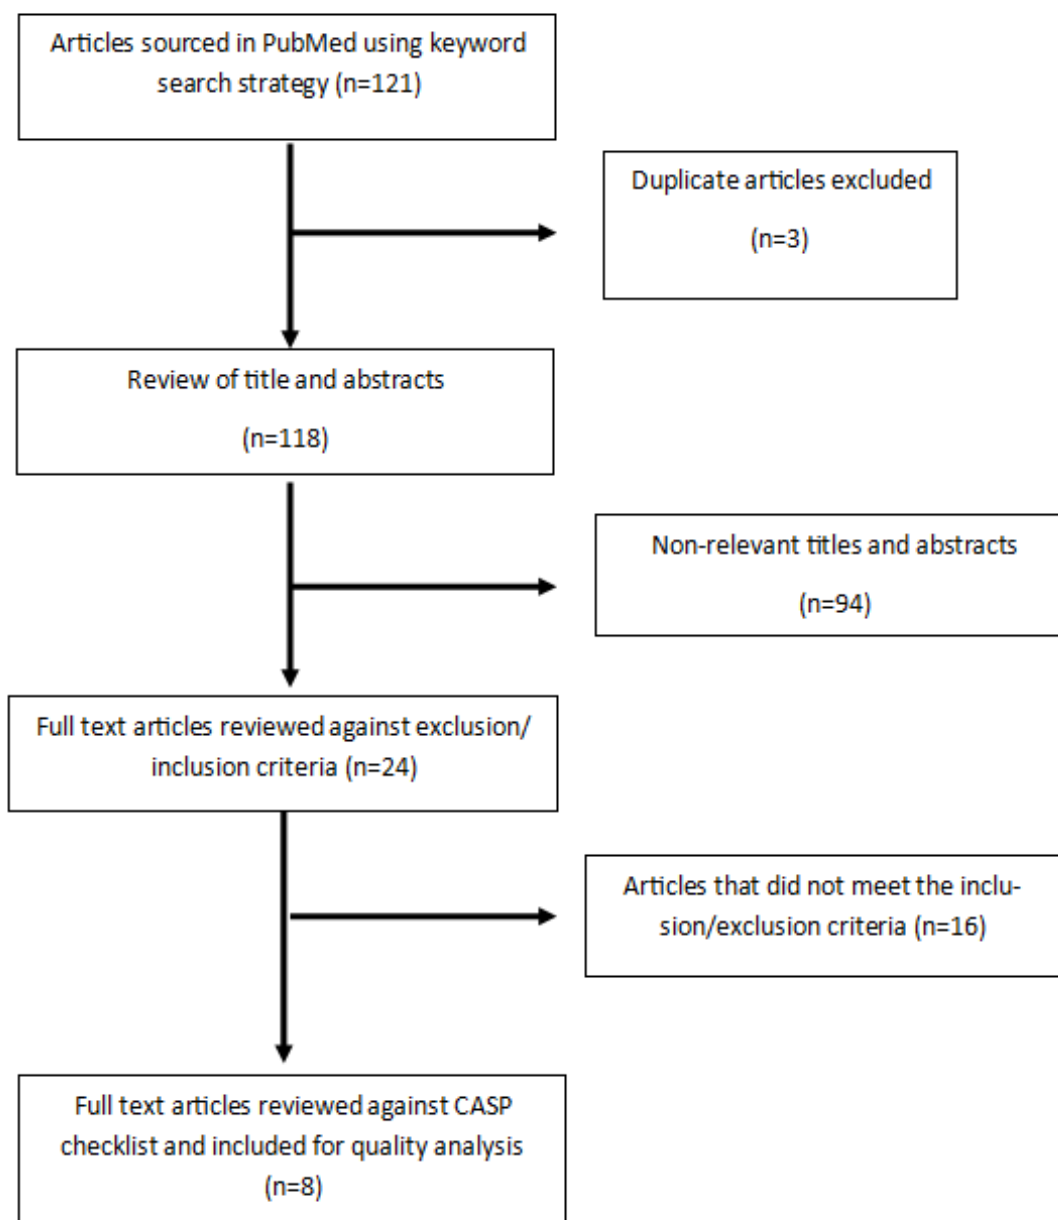 Articles sourced in PubMed using keyword
search strategy (n=121)
Duplicate articles excluded
(n=3)
Review of title and abstracts
(n=118)
Non-relevant titles and abstracts
(n=94)
Full text articles reviewed against exclusion/
inclusion criteria (n=24)
Articles that did not meet the inclu-
sion/exclusion criteria (n=16)
Full text articles reviewed against CASP
checklist and included for quality analysis
(n=8)